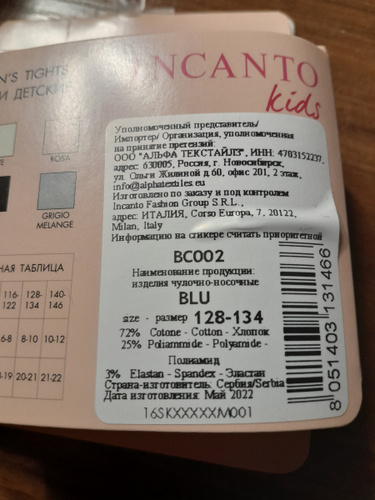 N'S TIGHTS
И ДЕТСКИЕ
INCANTO
kids
ROSA
GRIGIO
MELANGE
НАЯ ТАБЛИЦА
116-122 128-134 140-146
6-8 8-10 10-12
-19 20-21 21-22
Уполномоченный представитель/
Импортер/ Организация, уполномоченная
на принятие претензий:
ООО "АЛЬФА ТЕКСТАЙЛЗ", ИНН: 4703152237,
адрес: 630005, Россия, г. Новосибирск,
ул. Ольги Жилиной д.60, офис 201, 2 этаж,
info@alphatextiles.eu
Изготовлено по заказу и под контролем
Incanto Fashion Group S.R.L.,
адрес: ИТАЛИЯ, Corso Europa, 7, 20122,
Milan, Italy
Информацию на стикере считать приоритетной
BC002
Наименование продукции:
изделия чулочно-носочные
BLU
size - размер 128-134
72% Cotone - Cotton - Хлопок
25% Poliammide - Polyamide -
Полиамид
3% Elastan - Spandex - Эластан
Страна-изготовитель: Сербия/Serbia
Дата изготовления: Май 2022
16SKXXXXXM001
8 051403 131466